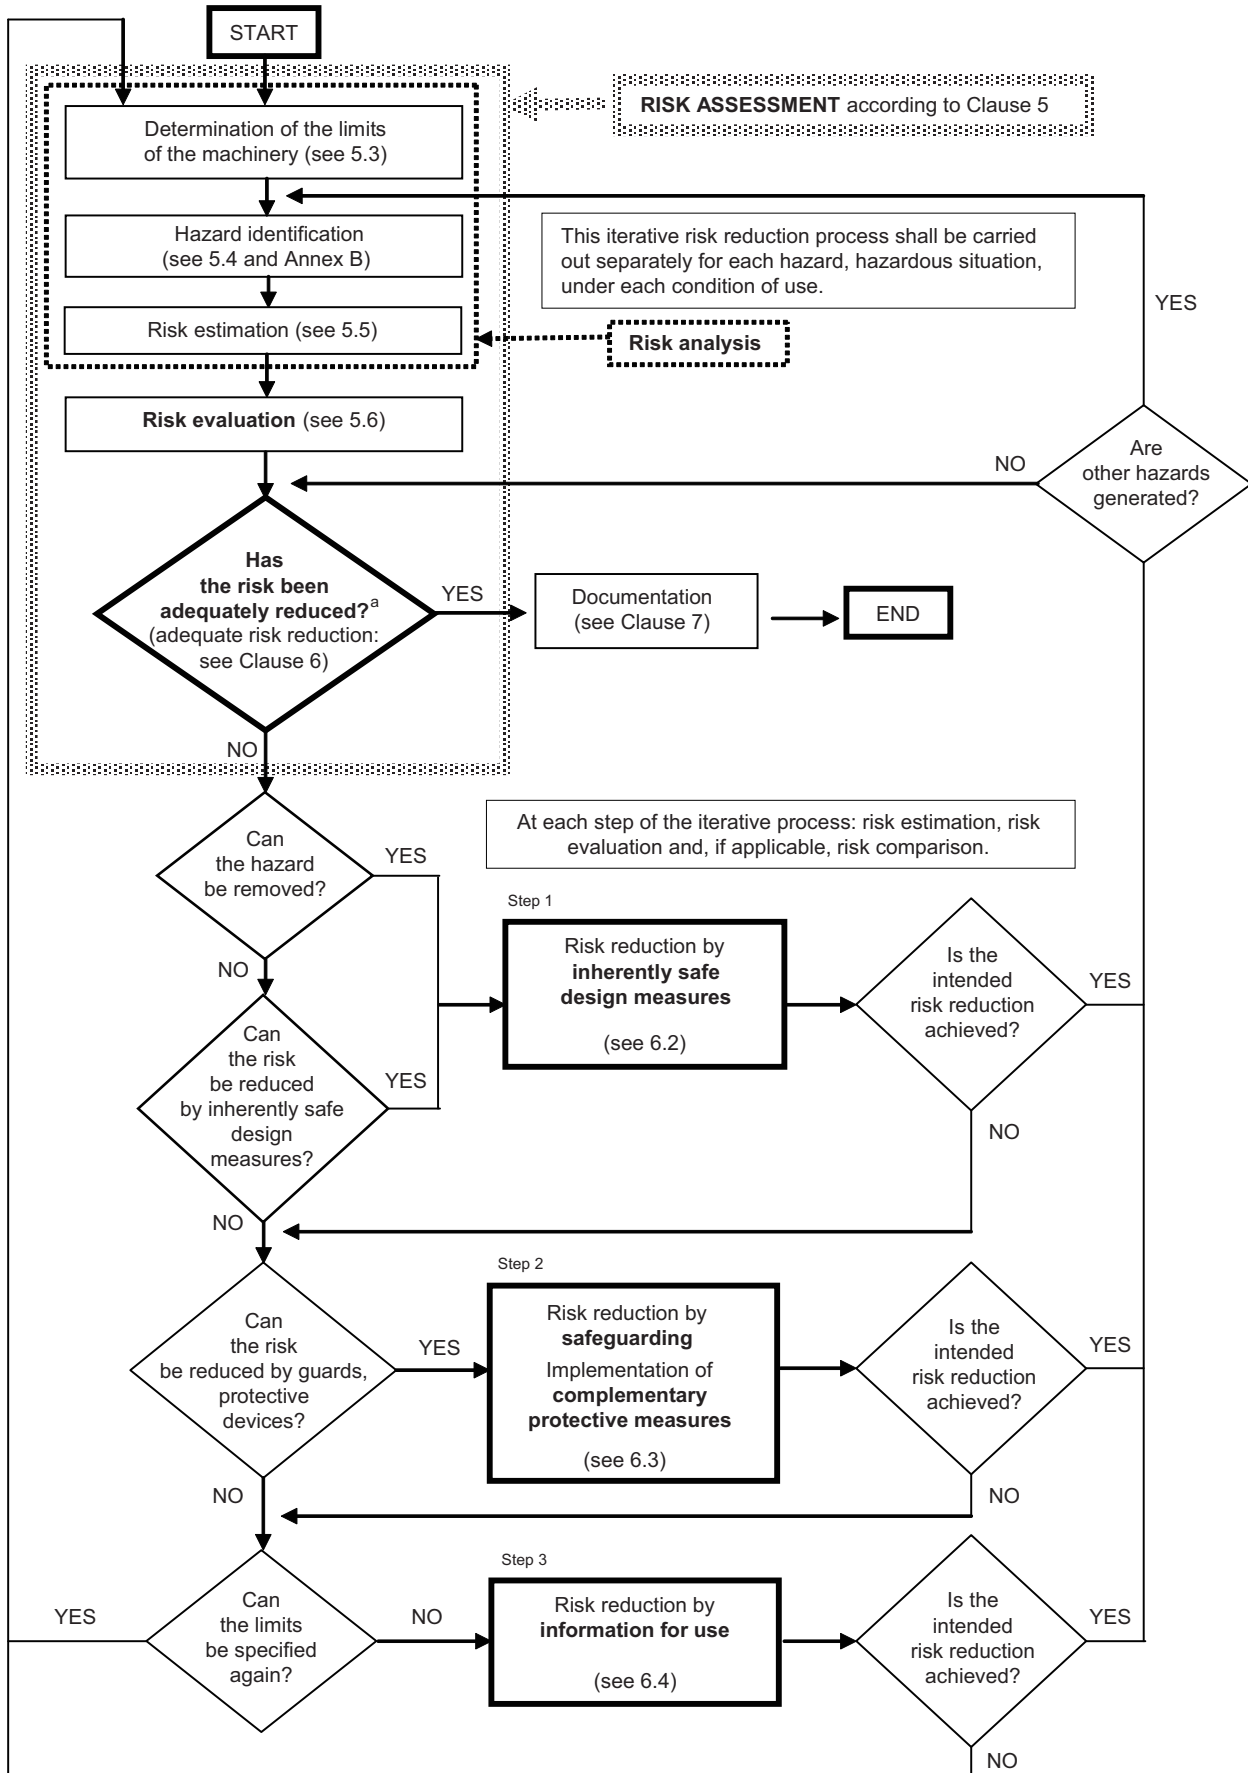 START
RISK ASSESSMENT according to Clause 5
Determination of the limits
of the machinery (see 5.3)
Hazard identification
(see 5.4 and Annex B)
This iterative risk reduction process shall be carried
out separately for each hazard, hazardous situation,
under each condition of use.
YES
Risk estimation (see 5.5)
Risk analysis
Risk evaluation (see 5.6)
NO
Are
other hazards
generated?
Has
the risk been
adequately reduced?a
(adequate risk reduction:
see Clause 6)
YES
Documentation
(see Clause 7)
END
NO
Can
the hazard
be removed?
YES
At each step of the iterative process: risk estimation, risk
evaluation and, if applicable, risk comparison.
NO
Step 1
Risk reduction by
inherently safe
design measures
(see 6.2)
Is the
intended
risk reduction
achieved?
YES
Can
the risk
be reduced
by inherently safe
design
measures?
YES
NO
NO
Step 2
Can
the risk
be reduced by guards,
protective
devices?
YES
Risk reduction by
safeguarding
Implementation of
complementary
protective measures
(see 6.3)
Is the
intended
risk reduction
achieved?
YES
NO
NO
Step 3
YES
Can
the limits
be specified
again?
NO
Risk reduction by
information for use
(see 6.4)
Is the
intended
risk reduction
achieved?
YES
NO